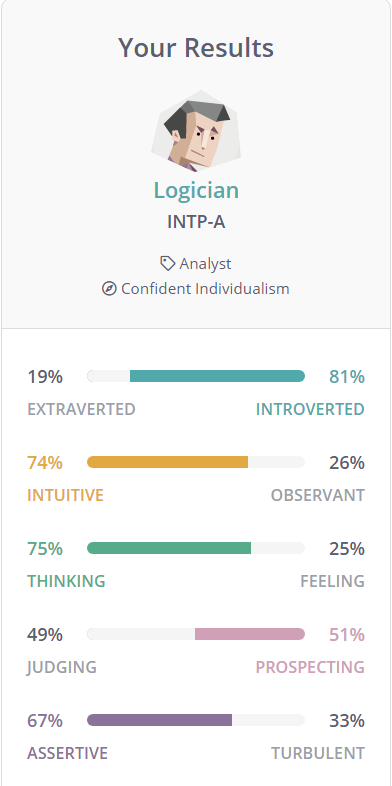 Your Results
Logician
INTP-A
Analyst
Confident Individualism
19% 81%
EXTRAVERTED INTROVERTED
74% 26%
INTUITIVE OBSERVANT
75% 25%
THINKING FEELING
49% 51%
JUDGING PROSPECTING
67% 33%
ASSERTIVE TURBULENT